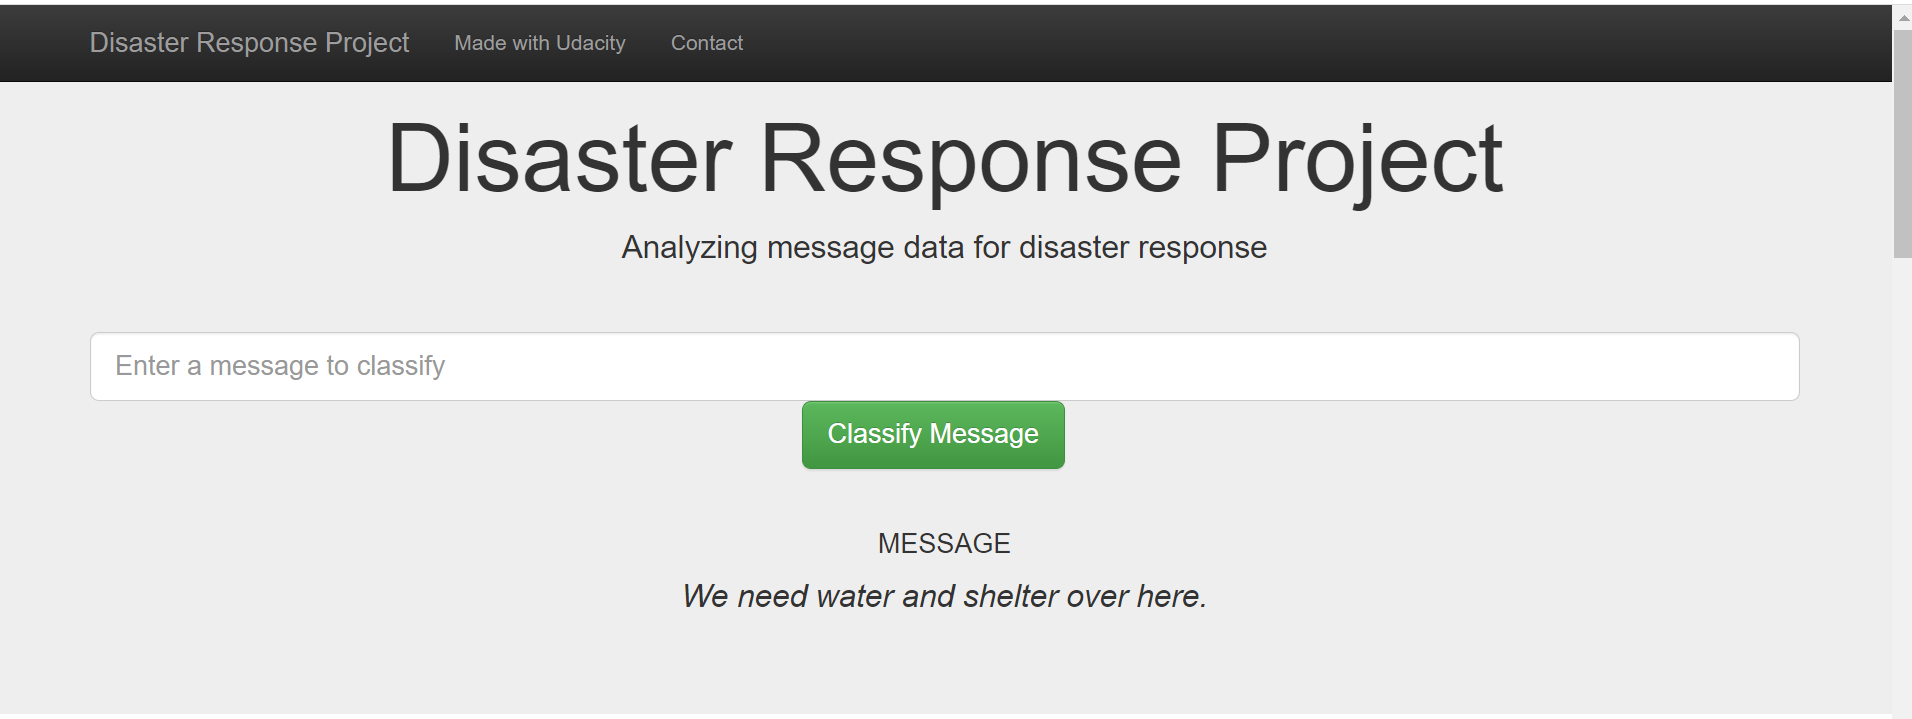 Disaster Response Project Made with Udacity Contact
Disaster Response Project
Analyzing message data for disaster response
Enter a message to classify
Classify Message
MESSAGE
We need water and shelter over here.